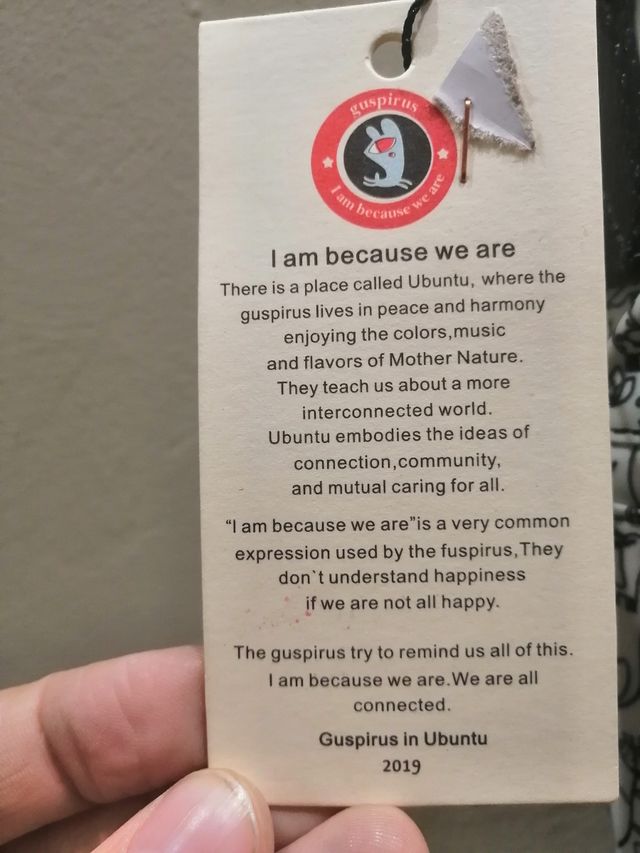 guspirus
I am because we are
I am because we are
There is a place called Ubuntu, where the
guspirus lives in peace and harmony
enjoying the colors,music
and flavors of Mother Nature.
They teach us about a more
interconnected world.
Ubuntu embodies the ideas of
connection,community,
and mutual caring for all.
“I am because we are”is a very common
expression used by the fuspirus,They
don`t understand happiness
if we are not all happy.
The guspirus try to remind us all of this.
I am because we are.We are all
connected.
Guspirus in Ubuntu
2019